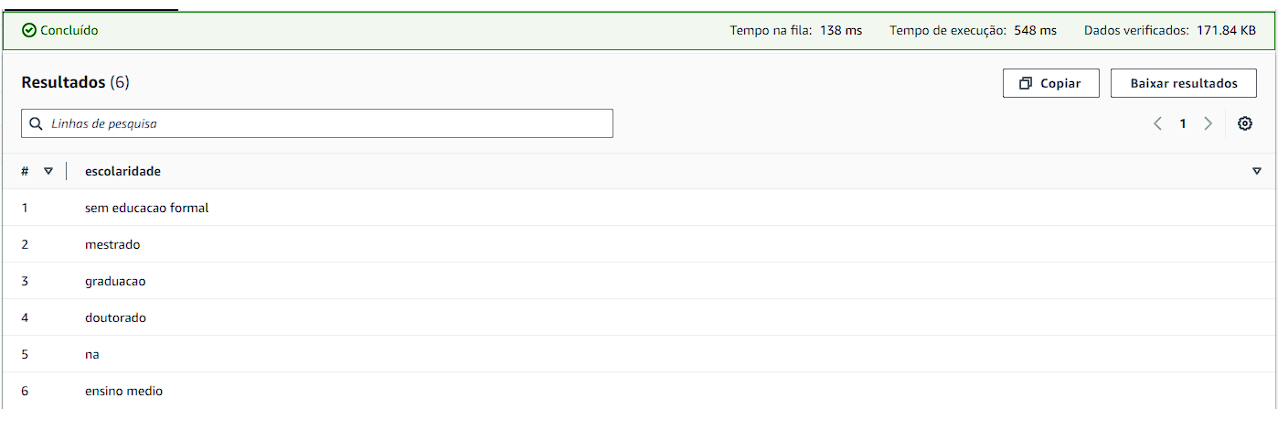 Concluído Tempo na fila: 138 ms Tempo de execução: 548 ms Dados verificados: 171.84 KB
Resultados (6) Copiar Baixar resultados
Linhas de pesquisa 1
# escolaridade
1 sem educacao formal
2 mestrado
3 graduacao
4 doutorado
5 na
6 ensino medio